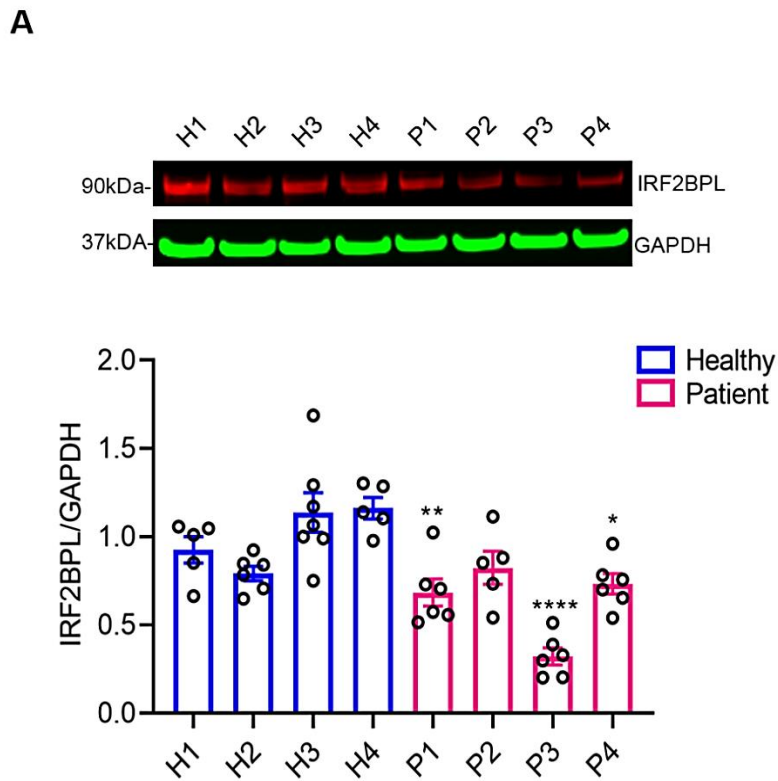 A
H1 H2 H3 H4 P1 P2 P3 P4
90kDa- IRF2BPL
37kDA- GAPDH
2.0
1.5
1.0
0.5
0.0
IRF2BPL/GAPDH
Healthy
Patient
**
****
*
H1 H2 H3 H4 P1 P2 P3 P4